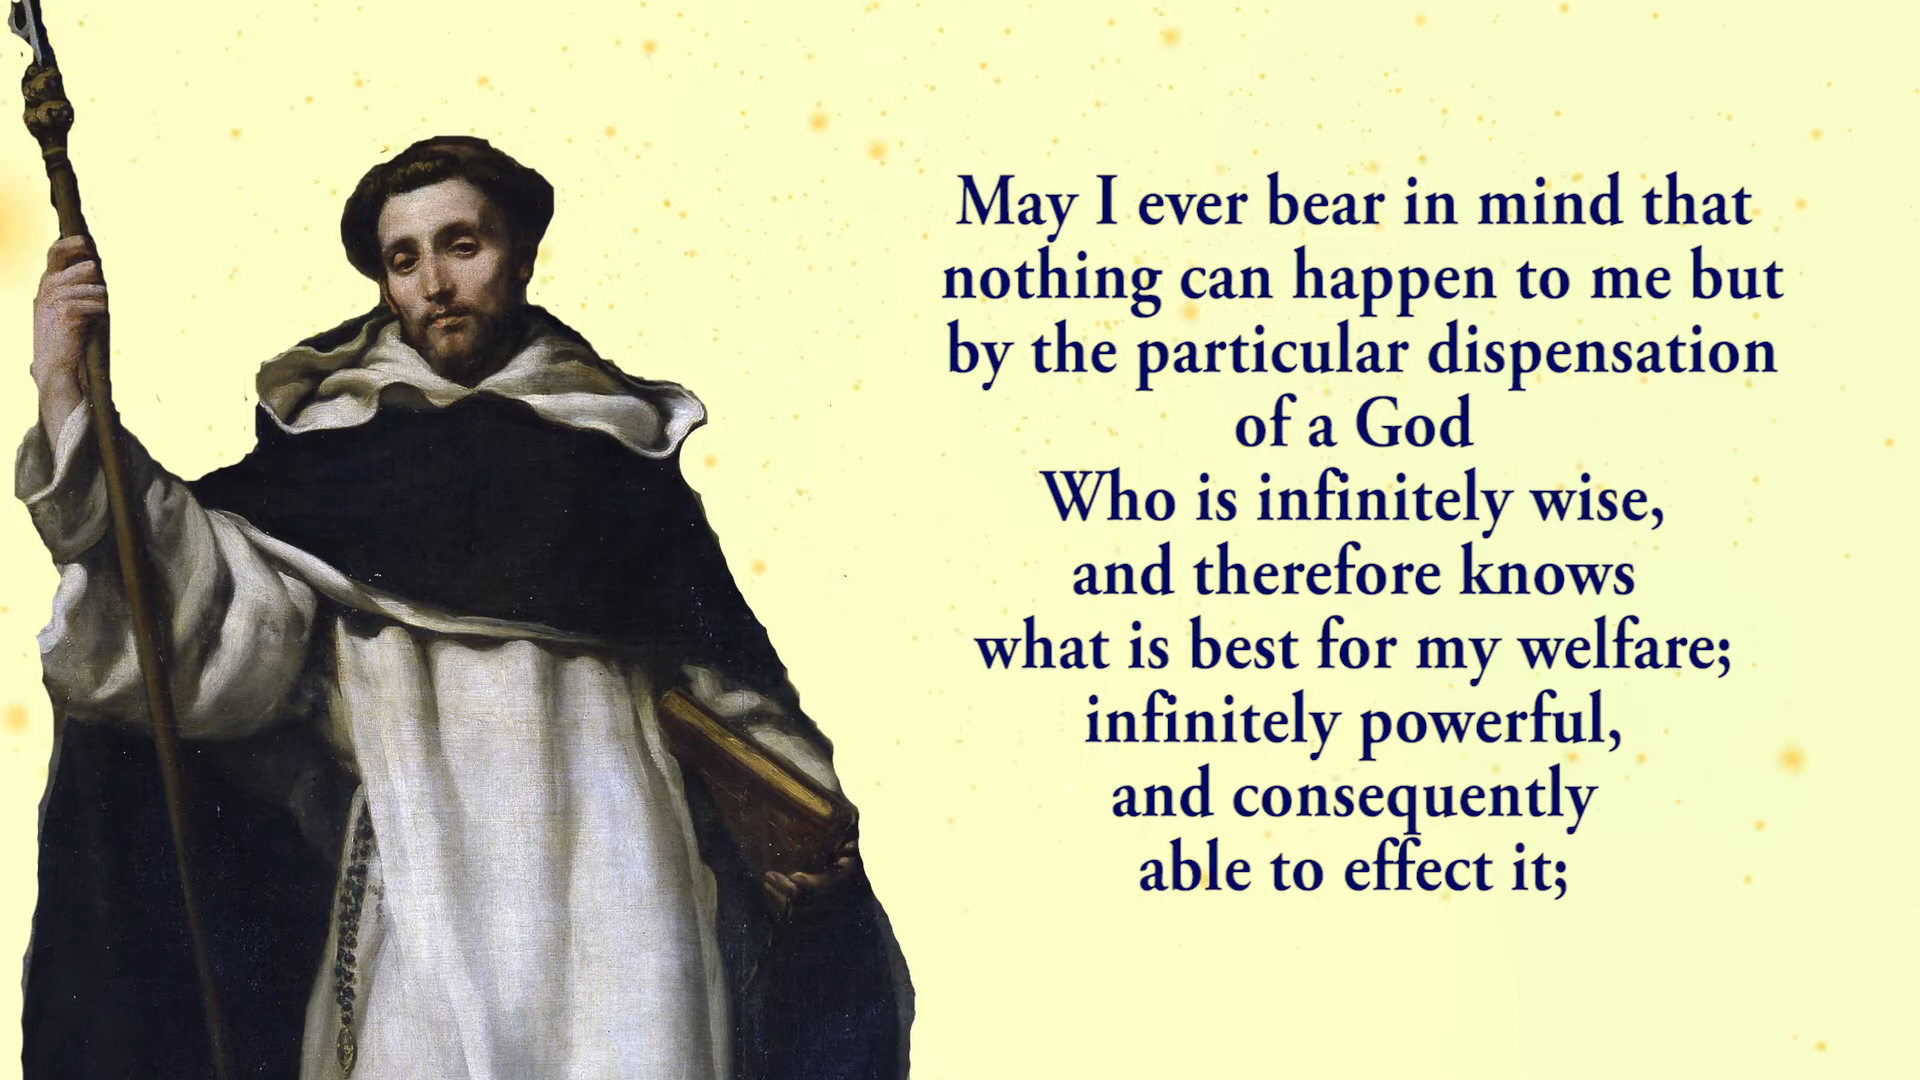 May I ever bear in mind that
nothing can happen to me but
by the particular dispensation
of a God
Who is infinitely wise,
and therefore knows
what is best for my welfare;
infinitely powerful,
and consequently
able to effect it;